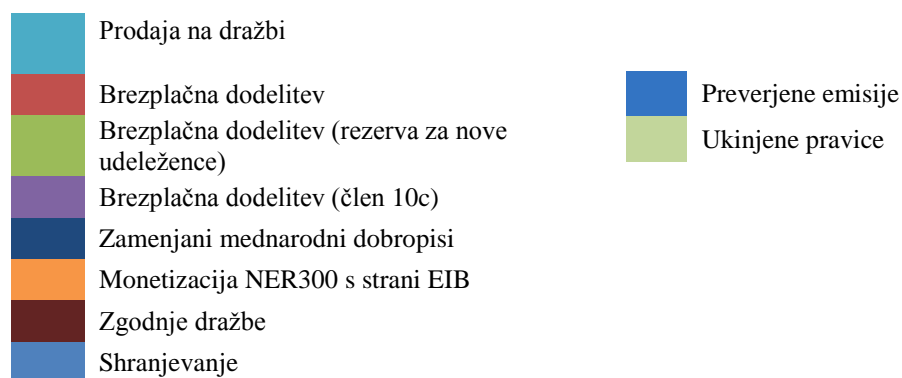 Prodaja na dražbi
Brezplačna dodelitev
Brezplačna dodelitev (rezerva za nove
udeležence)
Brezplačna dodelitev (člen 10c)
Zamenjani mednarodni dobropisi
Monetizacija NER300 s strani EIB
Zgodnje dražbe
Shranjevanje
Preverjene emisije
Ukinjene pravice